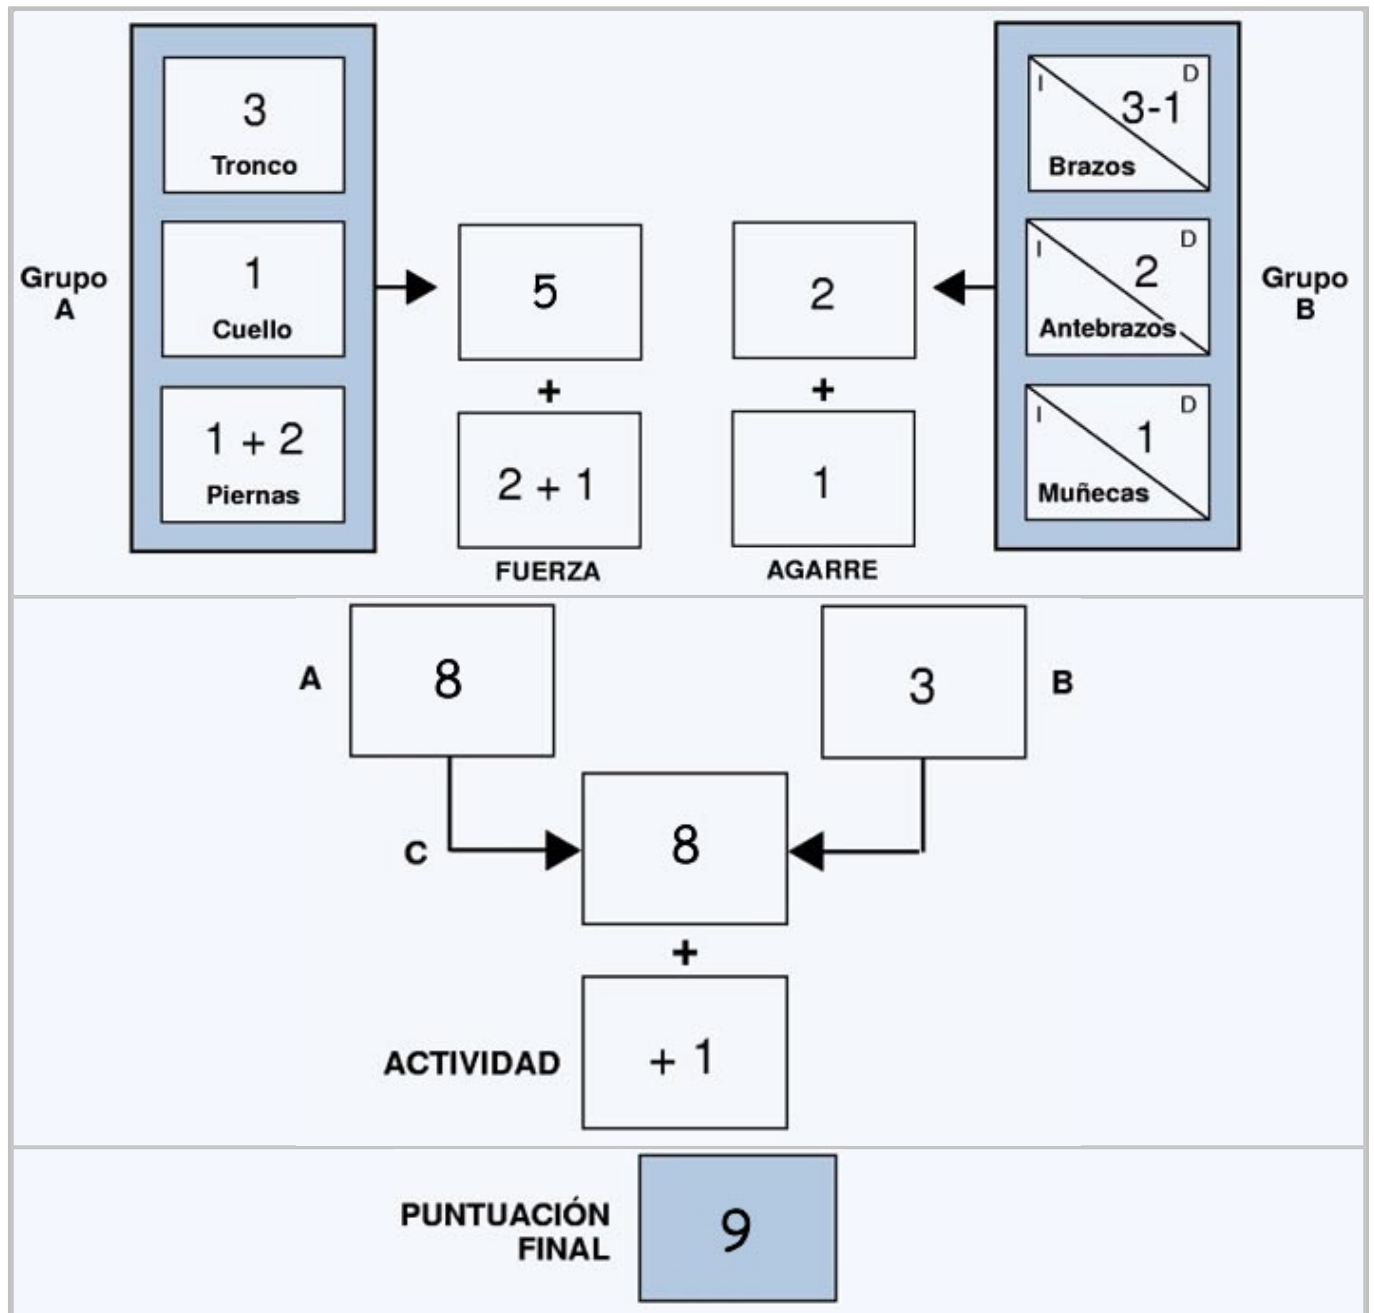 3
Tronco
1
Cuello
1 + 2
Piernas
Grupo
A
5
+
2 + 1
FUERZA
2
+
1
AGARRE
I
D
3-1
Brazos
I
D
2
Antebrazos
I
D
1
Muñecas
Grupo
B
A
8
3
B
C
8
+
ACTIVIDAD
+ 1
PUNTUACIÓN
FINAL
9